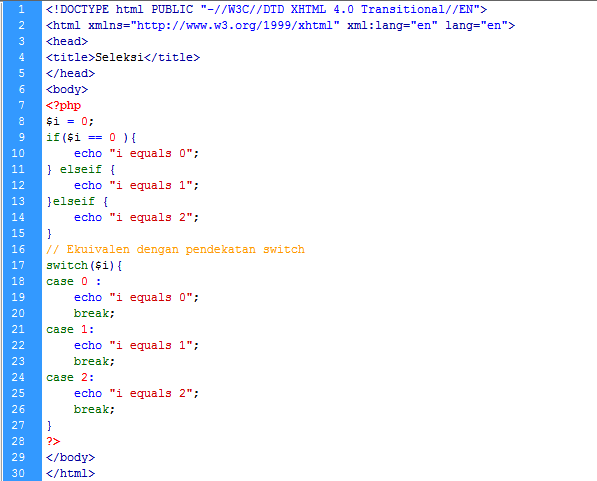 1 <!DOCTYPE html PUBLIC "-//W3C//DTD XHTML 4.0 Transitional//EN">
2 <html xmlns="http://www.w3.org/1999/xhtml" xml:lang="en" lang="en">
3 <head>
4 <title>Seleksi</title>
5 </head>
6 <body>
7 <?php
8 $i = 0;
9 if($i == 0 ){
10     echo "i equals 0";
11 } elseif {
12     echo "i equals 1";
13 }elseif {
14     echo "i equals 2";
15 }
16 // Ekuivalen dengan pendekatan switch
17 switch($i){
18 case 0 :
19     echo "i equals 0";
20     break;
21 case 1:
22     echo "i equals 1";
23     break;
24 case 2:
25     echo "i equals 2";
26     break;
27 }
28 ?>
29 </body>
30 </html>